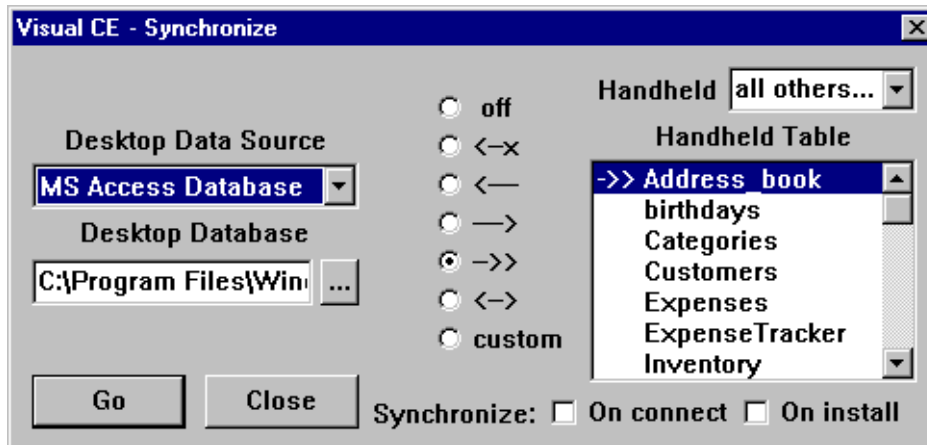 Visual CE - Synchronize
Handheld all others...
off
Desktop Data Source
Handheld Table
<-x
MS Access Database
<—
->> Address_book
birthdays
Desktop Database
—>
Categories
C:\Program Files\Win
...
->>
Customers
<->
Expenses
custom
ExpenseTracker
Inventory
Go
Close
Synchronize: On connect On install